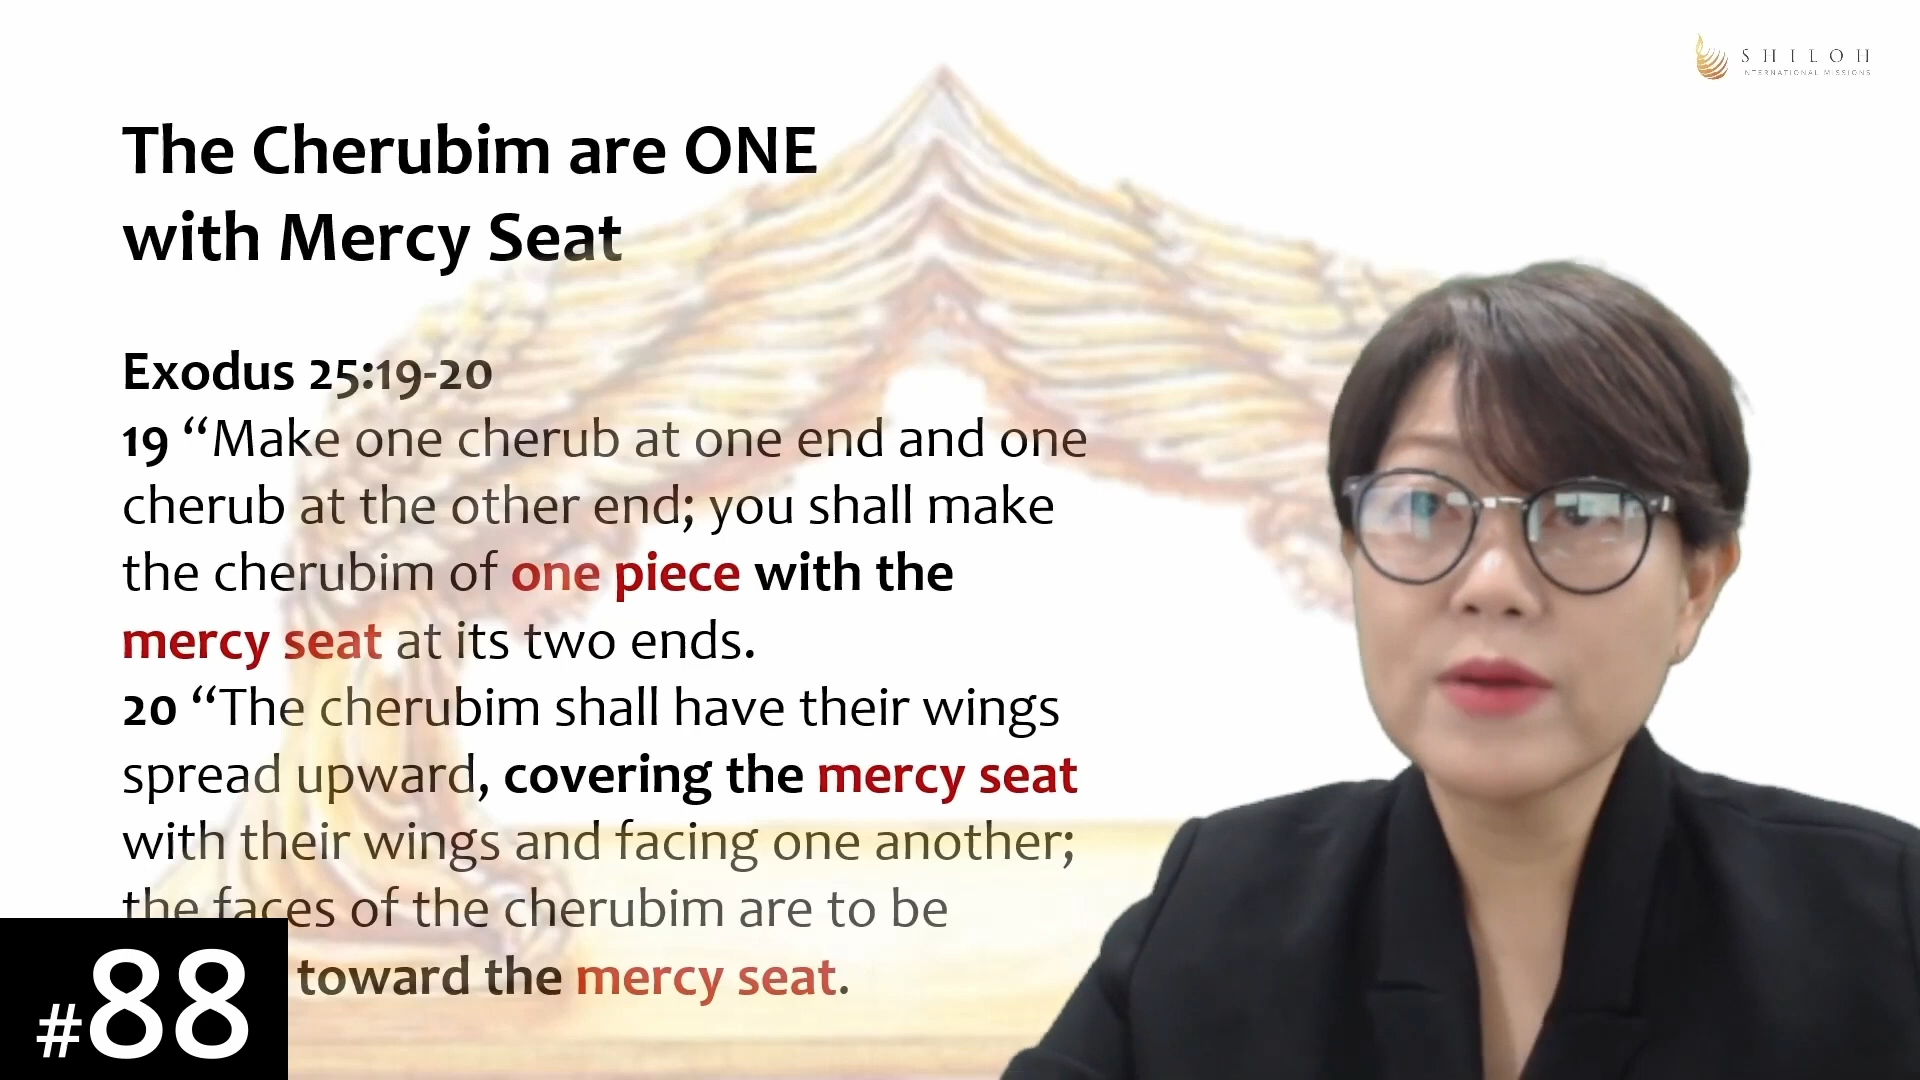 SHILOH
INTERNATIONAL MISSIONS
The Cherubim are ONE
with Mercy Seat
Exodus 25:19-20
19 “Make one cherub at one end and one
cherub at the other end; you shall make
the cherubim of one piece with the
mercy seat at its two ends.
20 “The cherubim shall have their wings
spread upward, covering the mercy seat
with their wings and facing one another;
the faces of the cherubim are to be
toward the mercy seat.
#88